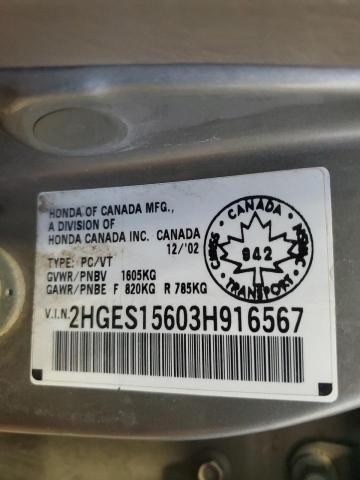 HONDA OF CANADA MFG.,
A DIVISION OF
HONDA CANADA INC. CANADA
12/'02
TYPE: PC/VT
GVWR/PNBV 1605KG
GAWR/PNBE F 820KG R 785KG
V.I.N. 2HGES15603H916567
CANADA
942
TRANSPORT